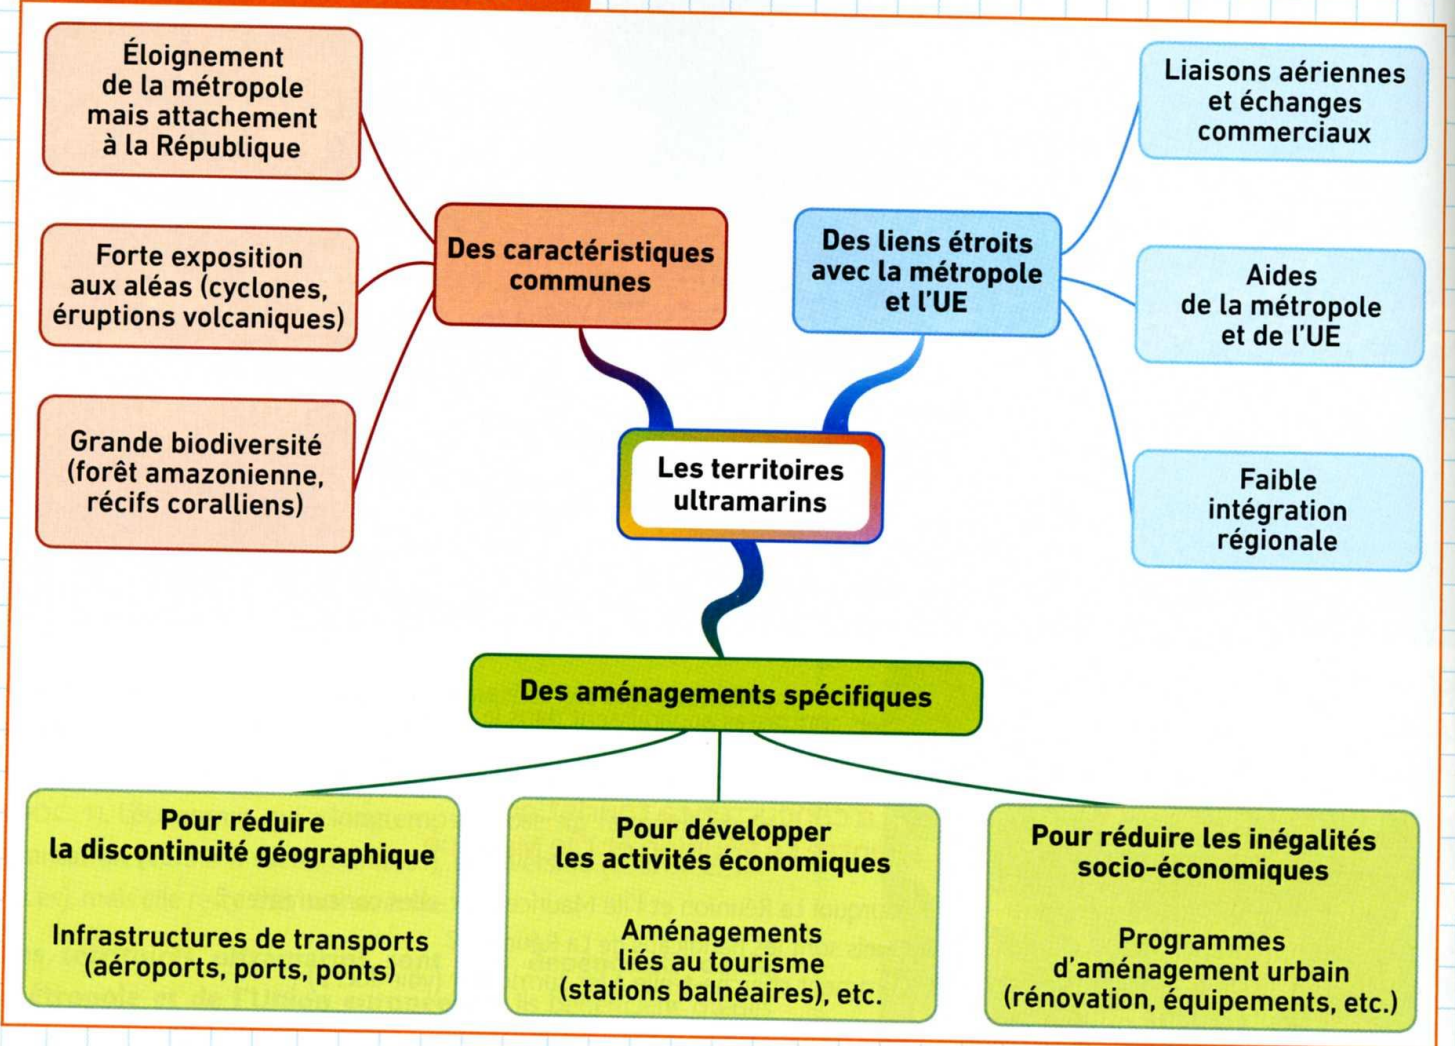 Éloignement
de la métropole
mais attachement
à la République
Forte exposition
aux aléas (cyclones,
éruptions volcaniques)
Grande biodiversité
(forêt amazonienne,
récifs coralliens)
Des caractéristiques
communes
Des liens étroits
avec la métropole
et l'UE
Liaisons aériennes
et échanges
commerciaux
Aides
de la métropole
et de l'UE
Faible
intégration
régionale
Les territoires
ultramarins
Des aménagements spécifiques
Pour réduire
la discontinuité géographique
Infrastructures de transports
(aéroports, ports, ponts)
Pour développer
les activités économiques
Aménagements
liés au tourisme
(stations balnéaires), etc.
Pour réduire les inégalités
socio-économiques
Programmes
d'aménagement urbain
(rénovation, équipements, etc.)